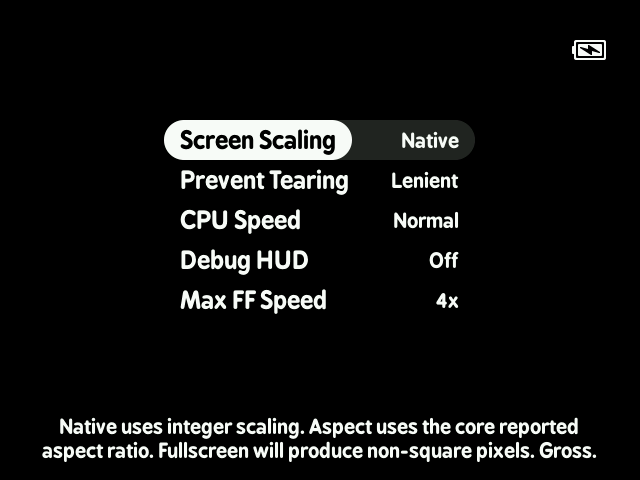 Screen Scaling Native
Prevent Tearing Lenient
CPU Speed Normal
Debug HUD Off
Max FF Speed 4x
Native uses integer scaling. Aspect uses the core reported
aspect ratio. Fullscreen will produce non-square pixels. Gross.